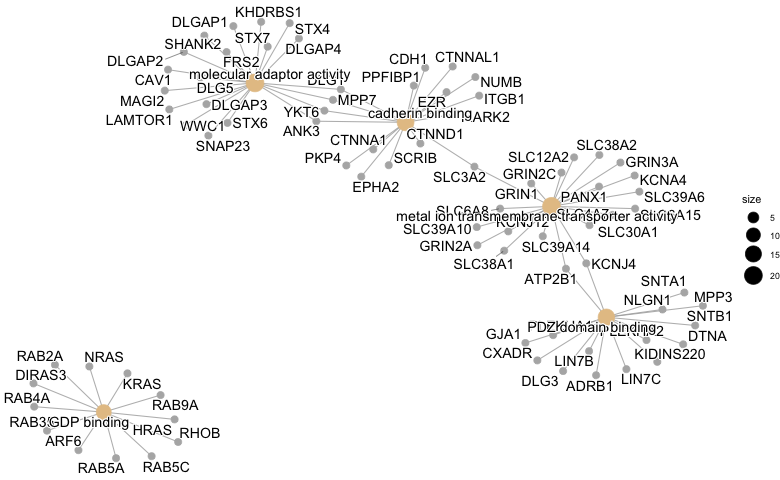 KHDRBS1
DLGAP1
STX4
STX7
SHANK2
DLGAP4
FRS2
DLGAP2
molecular adaptor activity
CAV1
DLG5
DLG1
MAGI2
DLGAP3
MPP7
LAMTOR1
WWC1
STX6
YKT6
SNAP23
ANK3
CDH1
CTNNAL1
PPFIBP1
NUMB
EZR
ITGB1
cadherin binding
CTNND1
CTNNA1
PKP4
SCRIB
EPHA2
SLC3A2
SLC38A2
SLC12A2
GRIN3A
GRIN2C
KCNA4
GRIN1
PANX1
SLC39A6
SLC6A8
metal ion transmembrane transporter activity
SLC39A10
KCNJ12
SLC30A1
GRIN2A
SLC39A14
SLC38A1
KCNJ4
ATP2B1
SNTA1
NLGN1
MPP3
SNTB1
PDZ domain binding
GJA1
DTNA
CXADR
LIN7B
KIDINS220
DLG3
ADRB1
LIN7C
RAB2A
NRAS
DIRAS3
KRAS
RAB4A
RAB9A
GDP binding
HRAS
RHOB
ARF6
RAB5A
RAB5C
size
5
10
15
20